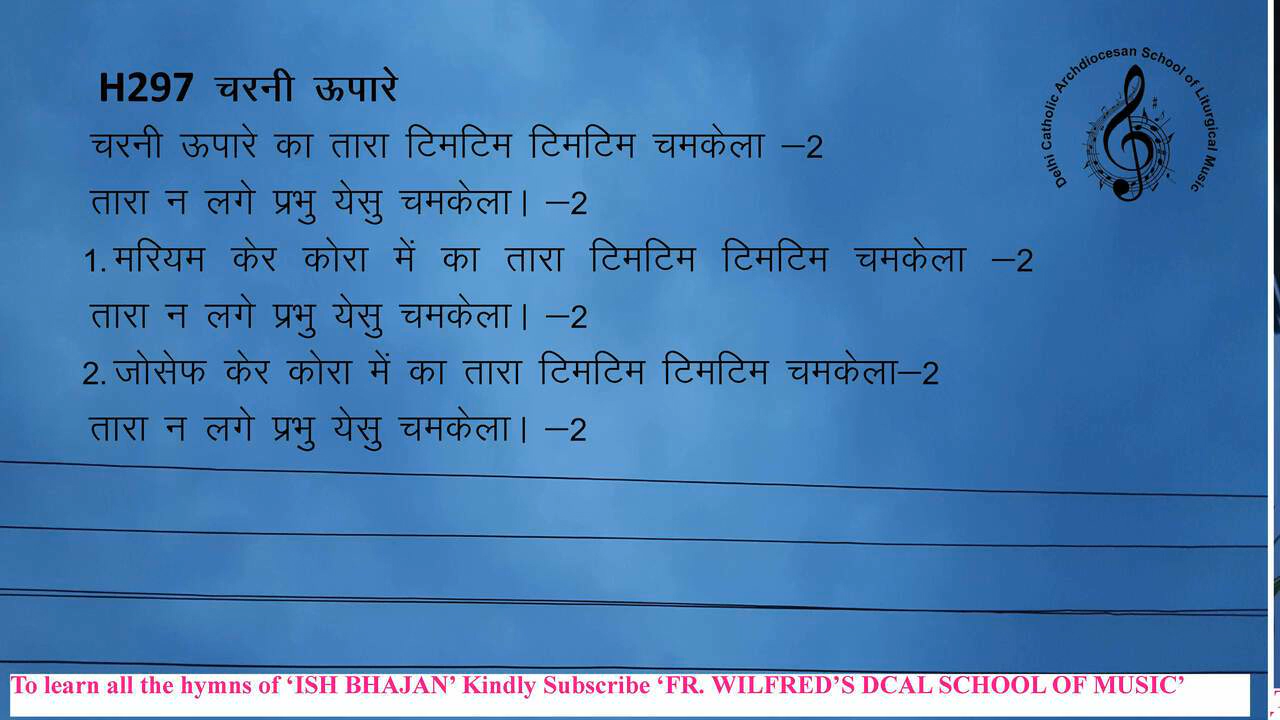 H297 चरनी ऊपारे
चरनी ऊपारे का तारा टिमटिम टिमटिम चमकेला –2
तारा न लगे प्रभु येसु चमकेला। –2
1. मरियम केर कोरा में का तारा टिमटिम टिमटिम चमकेला –2
तारा न लगे प्रभु येसु चमकेला। –2
2. जोसेफ केर कोरा में का तारा टिमटिम टिमटिम चमकेला–2
तारा न लगे प्रभु येसु चमकेला। –2
Delhi Catholic Archdiocesan School of Liturgical Music
To learn all the hymns of ‘ISH BHAJAN’ Kindly Subscribe ‘FR. WILFRED’S DCAL SCHOOL OF MUSIC’